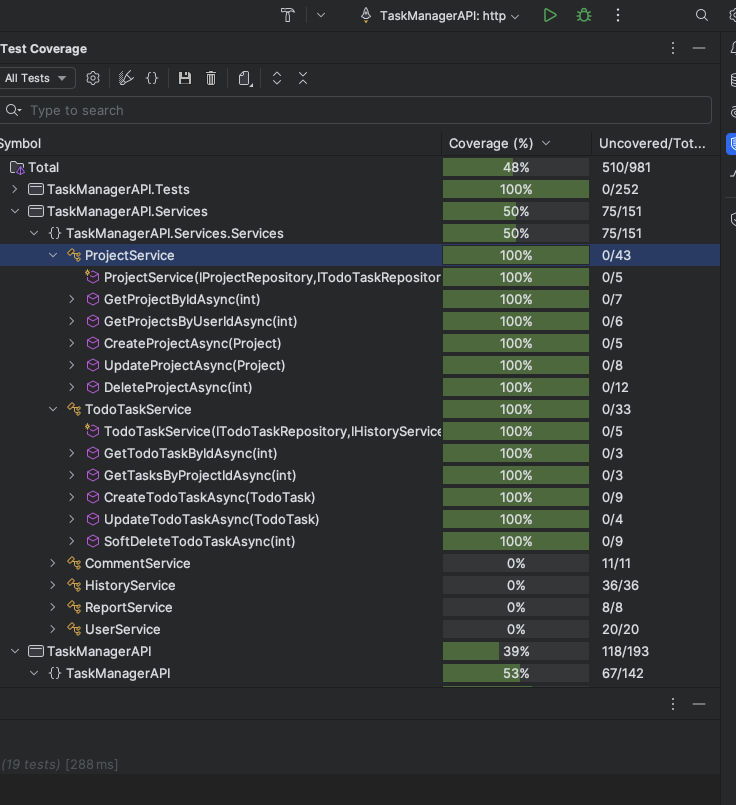 TaskManagerAPI: http
Test Coverage
All Tests
Type to search
Symbol Coverage (%) Uncovered/Tot...
Total 48% 510/981
TaskManagerAPI.Tests 100% 0/252
TaskManagerAPI.Services 50% 75/151
{} TaskManagerAPI.Services.Services 50% 75/151
ProjectService 100% 0/43
ProjectService(IProjectRepository,ITodoTaskRepositor 100% 0/5
GetProjectByIdAsync(int) 100% 0/7
GetProjectsByUserIdAsync(int) 100% 0/6
CreateProjectAsync(Project) 100% 0/5
UpdateProjectAsync(Project) 100% 0/8
DeleteProjectAsync(int) 100% 0/12
TodoTaskService 100% 0/33
TodoTaskService(ITodoTaskRepository,IHistoryService 100% 0/5
GetTodoTaskByIdAsync(int) 100% 0/3
GetTasksByProjectIdAsync(int) 100% 0/3
CreateTodoTaskAsync(TodoTask) 100% 0/9
UpdateTodoTaskAsync(TodoTask) 100% 0/4
SoftDeleteTodoTaskAsync(int) 100% 0/9
CommentService 0% 11/11
HistoryService 0% 36/36
ReportService 0% 8/8
UserService 0% 20/20
TaskManagerAPI 39% 118/193
{} TaskManagerAPI 53% 67/142
(19 tests) [288 ms]